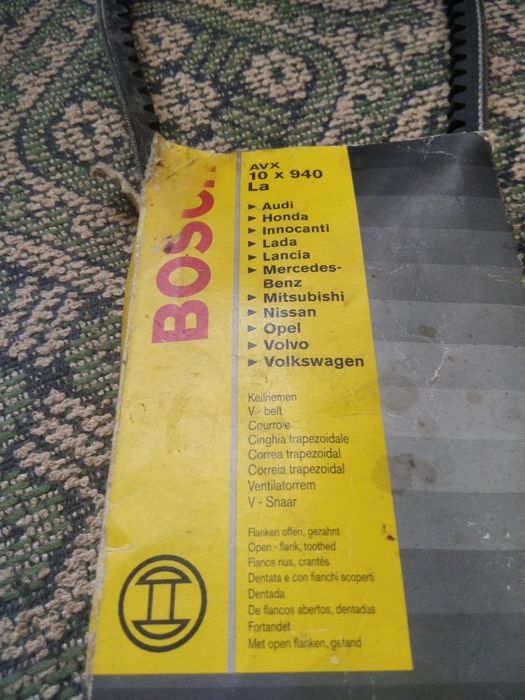 BOSCH
AVX
10 x 940
La
► Audi
► Honda
► Innocanti
► Lada
► Lancia
► Mercedes-
Benz
► Mitsubishi
► Nissan
► Opel
► Volvo
► Volkswagen
Keilriemen
V - belt
Courroie
Cinghia trapezoidale
Correa trapezoidal
Correia trapezoidal
Ventilatorrem
V - Snaar
Flanken offen, gezahnt
Open - flank, toothed
Flancs nus, crantés
Dentata e con fianchi scoperti
Dentada
De flancos abertos, dentadas
Fortandet
Met open flanken, getand